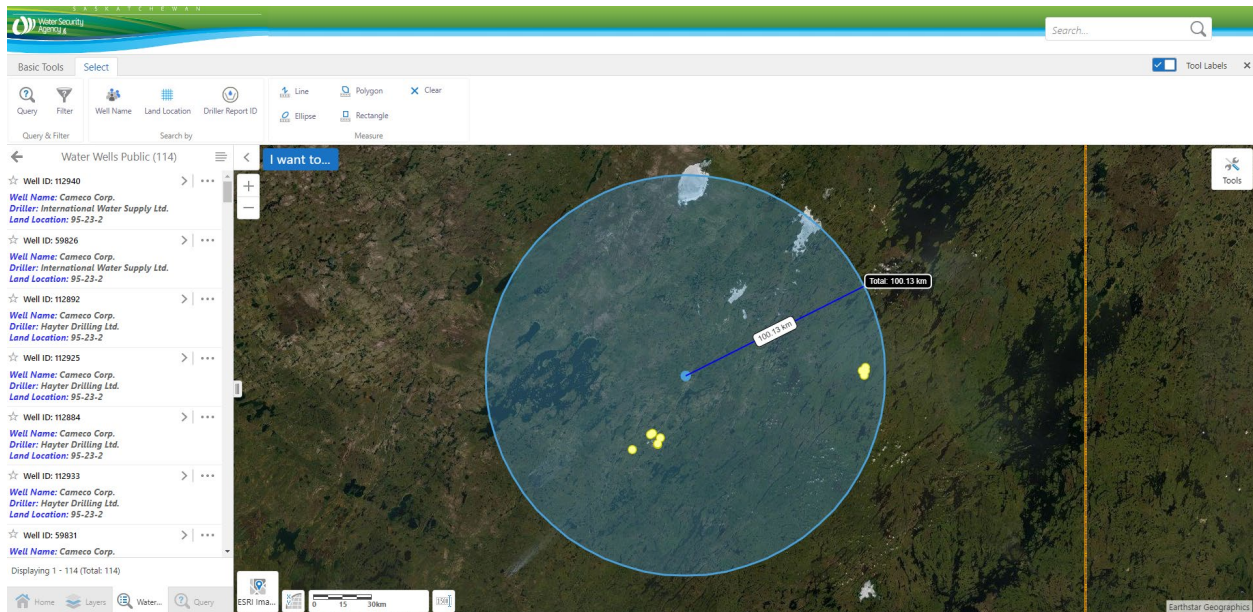 SASKATCHEWAN
Water Security
Agency
Search...
Basic Tools
Select
Tool Labels
Query
Filter
Query & Filter
Well Name
Land Location
Driller Report ID
Search by
Line
Polygon
Clear
Ellipse
Rectangle
Measure
Water Wells Public (114)
Well ID: 112940
Well Name: Cameco Corp.
Driller: International Water Supply Ltd.
Land Location: 95-23-2
Well ID: 59826
Well Name: Cameco Corp.
Driller: International Water Supply Ltd.
Land Location: 95-23-2
Well ID: 112892
Well Name: Cameco Corp.
Driller: Hayter Drilling Ltd.
Land Location: 95-23-2
Well ID: 112925
Well Name: Cameco Corp.
Driller: Hayter Drilling Ltd.
Land Location: 95-23-2
Well ID: 112884
Well Name: Cameco Corp.
Driller: Hayter Drilling Ltd.
Land Location: 95-23-2
Well ID: 112933
Well Name: Cameco Corp.
Driller: Hayter Drilling Ltd.
Land Location: 95-23-2
Well ID: 59831
Well Name: Cameco Corp.
Displaying 1 - 114 (Total: 114)
Home
Layers
Water...
Query
I want to...
Tools
Total: 100.13 km
100.13 km
ESRI Ima...
0 15 30km
Earthstar Geographics